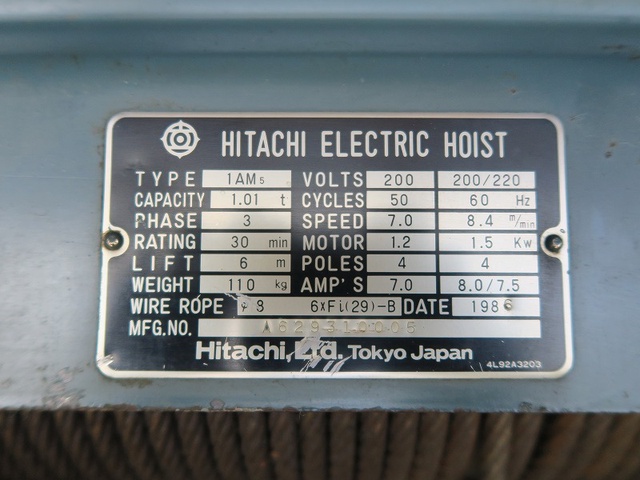 HITACHI ELECTRIC HOIST
TYPE 1AM5 VOLTS 200 200/220
CAPACITY 1.01 t CYCLES 50 60 Hz
PHASE 3 SPEED 7.0 8.4 m/min
RATING 30 min MOTOR 1.2 1.5 Kw
LIFT 6 m POLES 4 4
WEIGHT 110 kg AMP'S 7.0 8.0/7.5
WIRE ROPE φ8 6×Fi(29)-B DATE 1986
MFG.NO.
Hitachi, Ltd. Tokyo Japan
4L92A3203